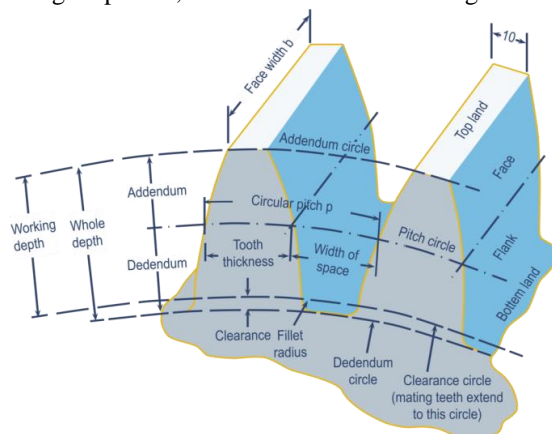 10
Face width b
Top land
Addendum circle
Face
Addendum
Circular pitch p
Working
depth
Whole
depth
Pitch circle
Flank
Tooth
thickness
Width of
space
Dedendum
Bottem land
Clearance
Fillet
radius
Dedendum
circle
Clearance circle
(mating teeth extend
to this circle)